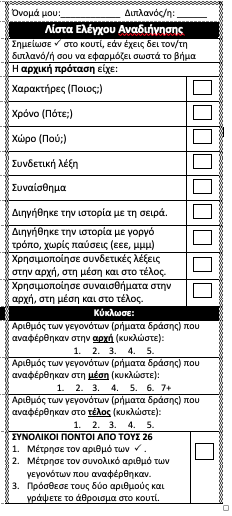 Όνομά μου:____________ Διπλανός/η: ______
Λίστα Ελέγχου Αναδιήγησης
Σημείωσε ✓ στο κουτί, εάν έχεις δει τον/τη
διπλανό/ή σου να εφαρμόζει σωστά το βήμα
Η αρχική πρόταση είχε:
Χαρακτήρες (Ποιος;)
Χρόνο (Πότε;)
Χώρο (Πού;)
Συνδετική λέξη
Συναίσθημα
Διηγήθηκε την ιστορία με τη σειρά.
Διηγήθηκε την ιστορία με γοργό
τρόπο, χωρίς παύσεις (εεε, μμμ)
Χρησιμοποίησε συνδετικές λέξεις
στην αρχή, στη μέση και στο τέλος.
Χρησιμοποίησε συναισθήματα στην
αρχή, στη μέση και στο τέλος.
Κύκλωσε:
Αριθμός των γεγονότων (ρήματα δράσης) που
αναφέρθηκαν στην αρχή (κυκλώστε):
1. 2. 3. 4. 5.
Αριθμός των γεγονότων (ρήματα δράσης) που
αναφέρθηκαν στη μέση (κυκλώστε):
1. 2. 3. 4. 5. 6. 7+
Αριθμός των γεγονότων (ρήματα δράσης) που
αναφέρθηκαν στο τέλος (κυκλώστε):
1. 2. 3. 4. 5.
ΣΥΝΟΛΙΚΟΙ ΠΟΝΤΟΙ ΑΠΟ ΤΟΥΣ 26
1. Μέτρησε τον αριθμό των ✓.
2. Μέτρησε τον συνολικό αριθμό των
γεγονότων που αναφέρθηκαν.
3. Πρόσθεσε τους δύο αριθμούς και
γράψετε το άθροισμα στο κουτί.